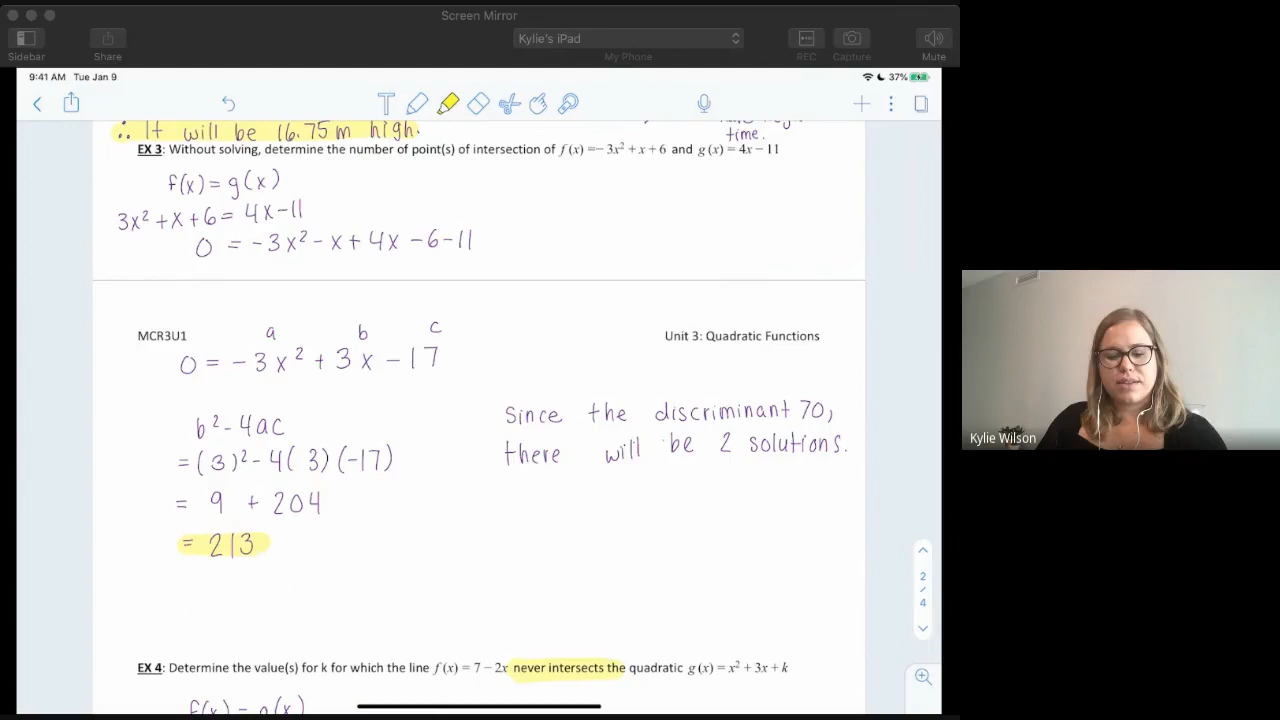 Screen Mirror
Sidebar
Share
Kylie's iPad
My Phone
REC
Capture
Mute
9:41 AM Tue Jan 9
37%
∴ It will be 16.75 m high.
time.
EX 3: Without solving, determine the number of point(s) of intersection of f(x) =− 3x² + x + 6 and g(x) = 4x − 11
f(x) = g(x)
3x² + x + 6 = 4x - 11
0 = -3x² - x + 4x - 6 - 11
MCR3U1
Unit 3: Quadratic Functions
a b c
0 = -3x² + 3x - 17
b² - 4ac
= (3)² - 4( 3)(-17)
= 9 + 204
= 213
Since the discriminant 70,
there will be 2 solutions.
Kylie Wilson
2
/
4
EX 4: Determine the value(s) for k for which the line f(x) = 7 − 2x never intersects the quadratic g(x) = x² + 3x + k
f(x) = g(x)